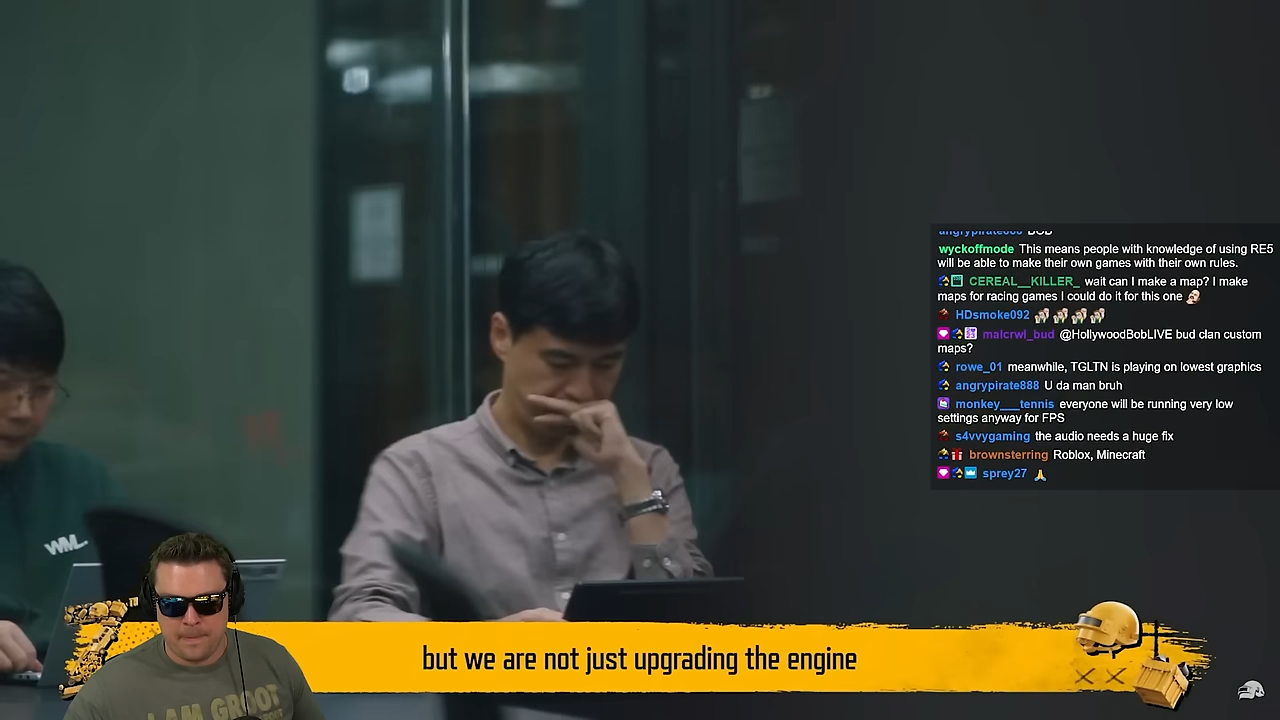 angrypirate888 BOB
wyckoffmode This means people with knowledge of using RE5
will be able to make their own games with their own rules.
CEREAL__KILLER_ wait can I make a map? I make
maps for racing games I could do it for this one
HDsmoke092
malcrwl_bud @HollywoodBobLIVE bud clan custom
maps?
rowe_01 meanwhile, TGLTN is playing on lowest graphics
angrypirate888 U da man bruh
monkey___tennis everyone will be running very low
settings anyway for FPS
s4vvygaming the audio needs a huge fix
brownsterring Roblox, Minecraft
sprey27
WML
but we are not just upgrading the engine
I AM GROOT